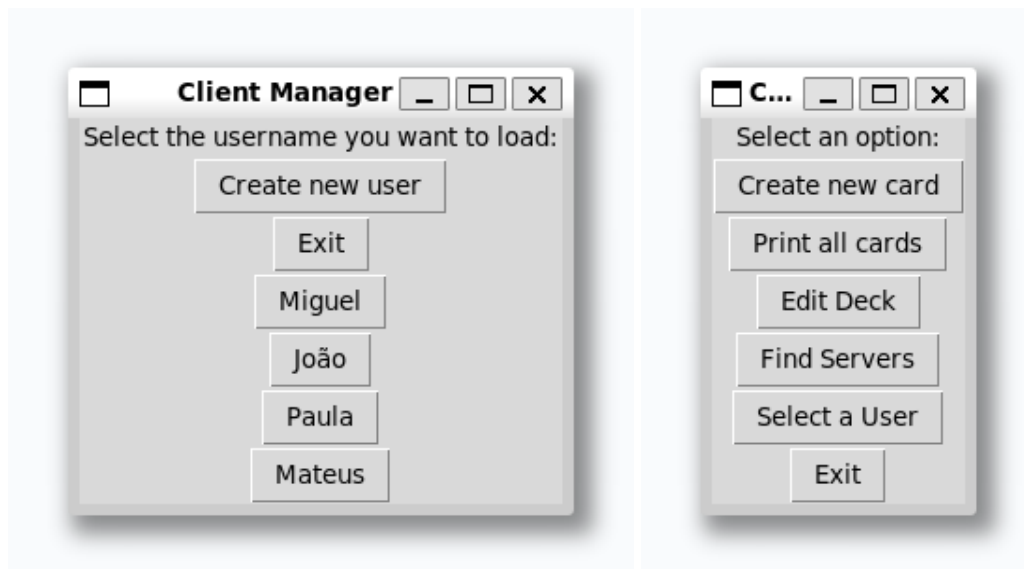 Client Manager
Select the username you want to load:
Create new user
Exit
Miguel
João
Paula
Mateus
C...
Select an option:
Create new card
Print all cards
Edit Deck
Find Servers
Select a User
Exit